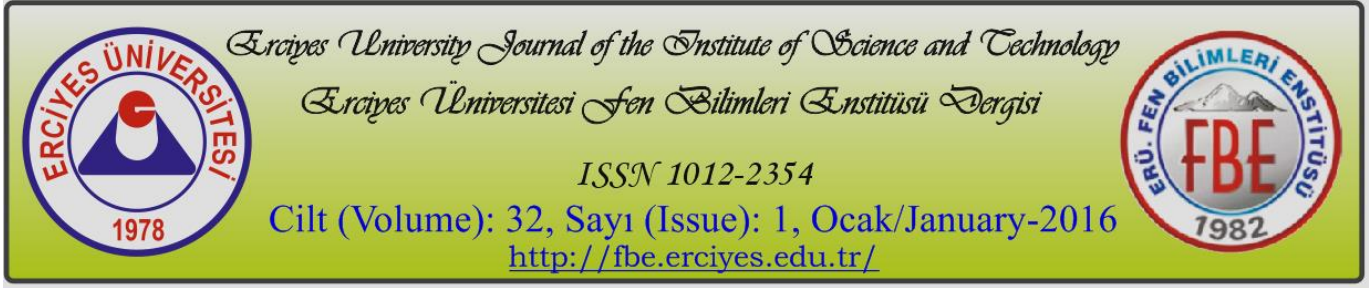 Erciyes University Journal of the Institute of Science and Technology
Erciyes Üniversitesi Fen Bilimleri Enstitüsü Dergisi
ISSN 1012-2354
Cilt (Volume): 32, Sayı (Issue): 1, Ocak/January-2016
http://fbe.erciyes.edu.tr/
ERCİYES ÜNİVERSİTESİ
1978
ERÜ. FEN BİLİMLERİ ENSTİTÜSÜ
FBE
1982